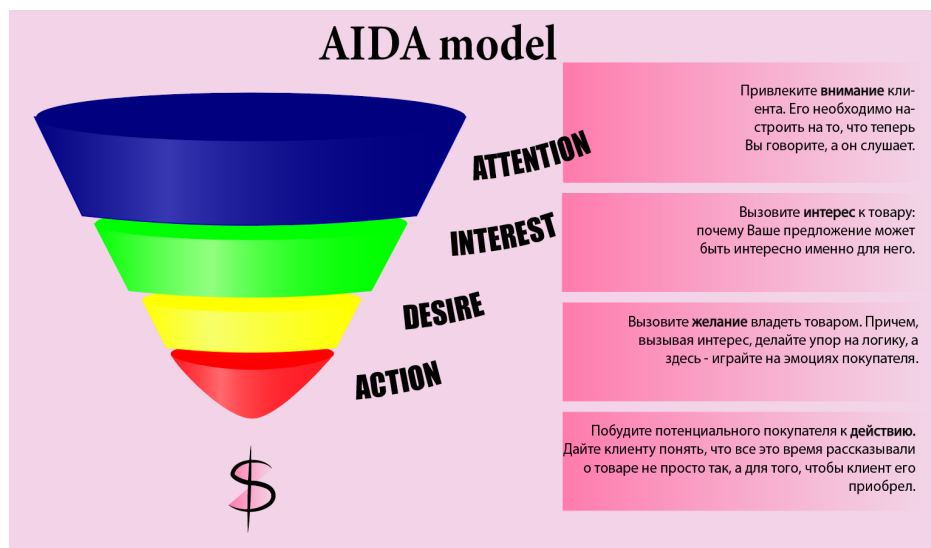 AIDA model
ATTENTION
Привлеките внимание кли-
ента. Его необходимо на-
строить на то, что теперь
Вы говорите, а он слушает.
INTEREST
Вызовите интерес к товару:
почему Ваше предложение может
быть интересно именно для него.
DESIRE
Вызовите желание владеть товаром. Причем,
вызывая интерес, делайте упор на логику, а
здесь - играйте на эмоциях покупателя.
ACTION
Побудите потенциального покупателя к действию.
Дайте клиенту понять, что все это время рассказывали
о товаре не просто так, а для того, чтобы клиент его
приобрел.
$